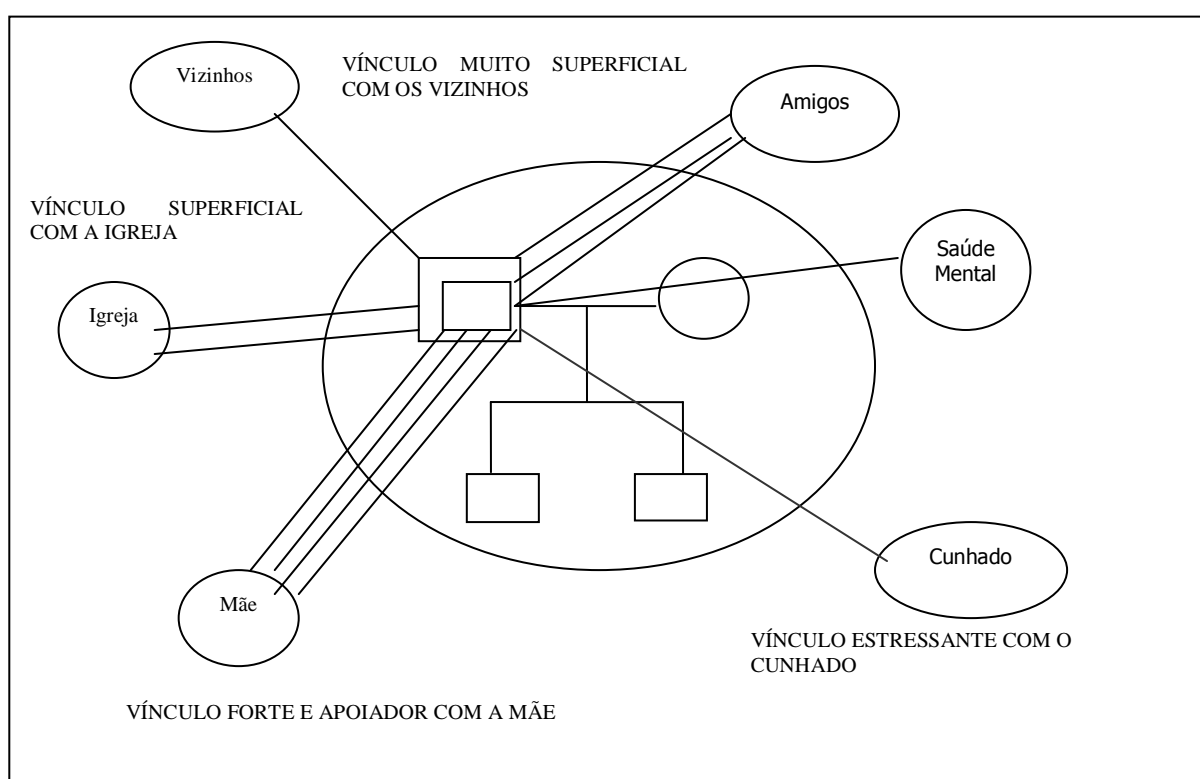 Vizinhos
VÍNCULO MUITO SUPERFICIAL
COM OS VIZINHOS
Amigos
VÍNCULO SUPERFICIAL
COM A IGREJA
Saúde
Mental
Igreja
Cunhado
Mãe
VÍNCULO ESTRESSANTE COM O
CUNHADO
VÍNCULO FORTE E APOIADOR COM A MÃE